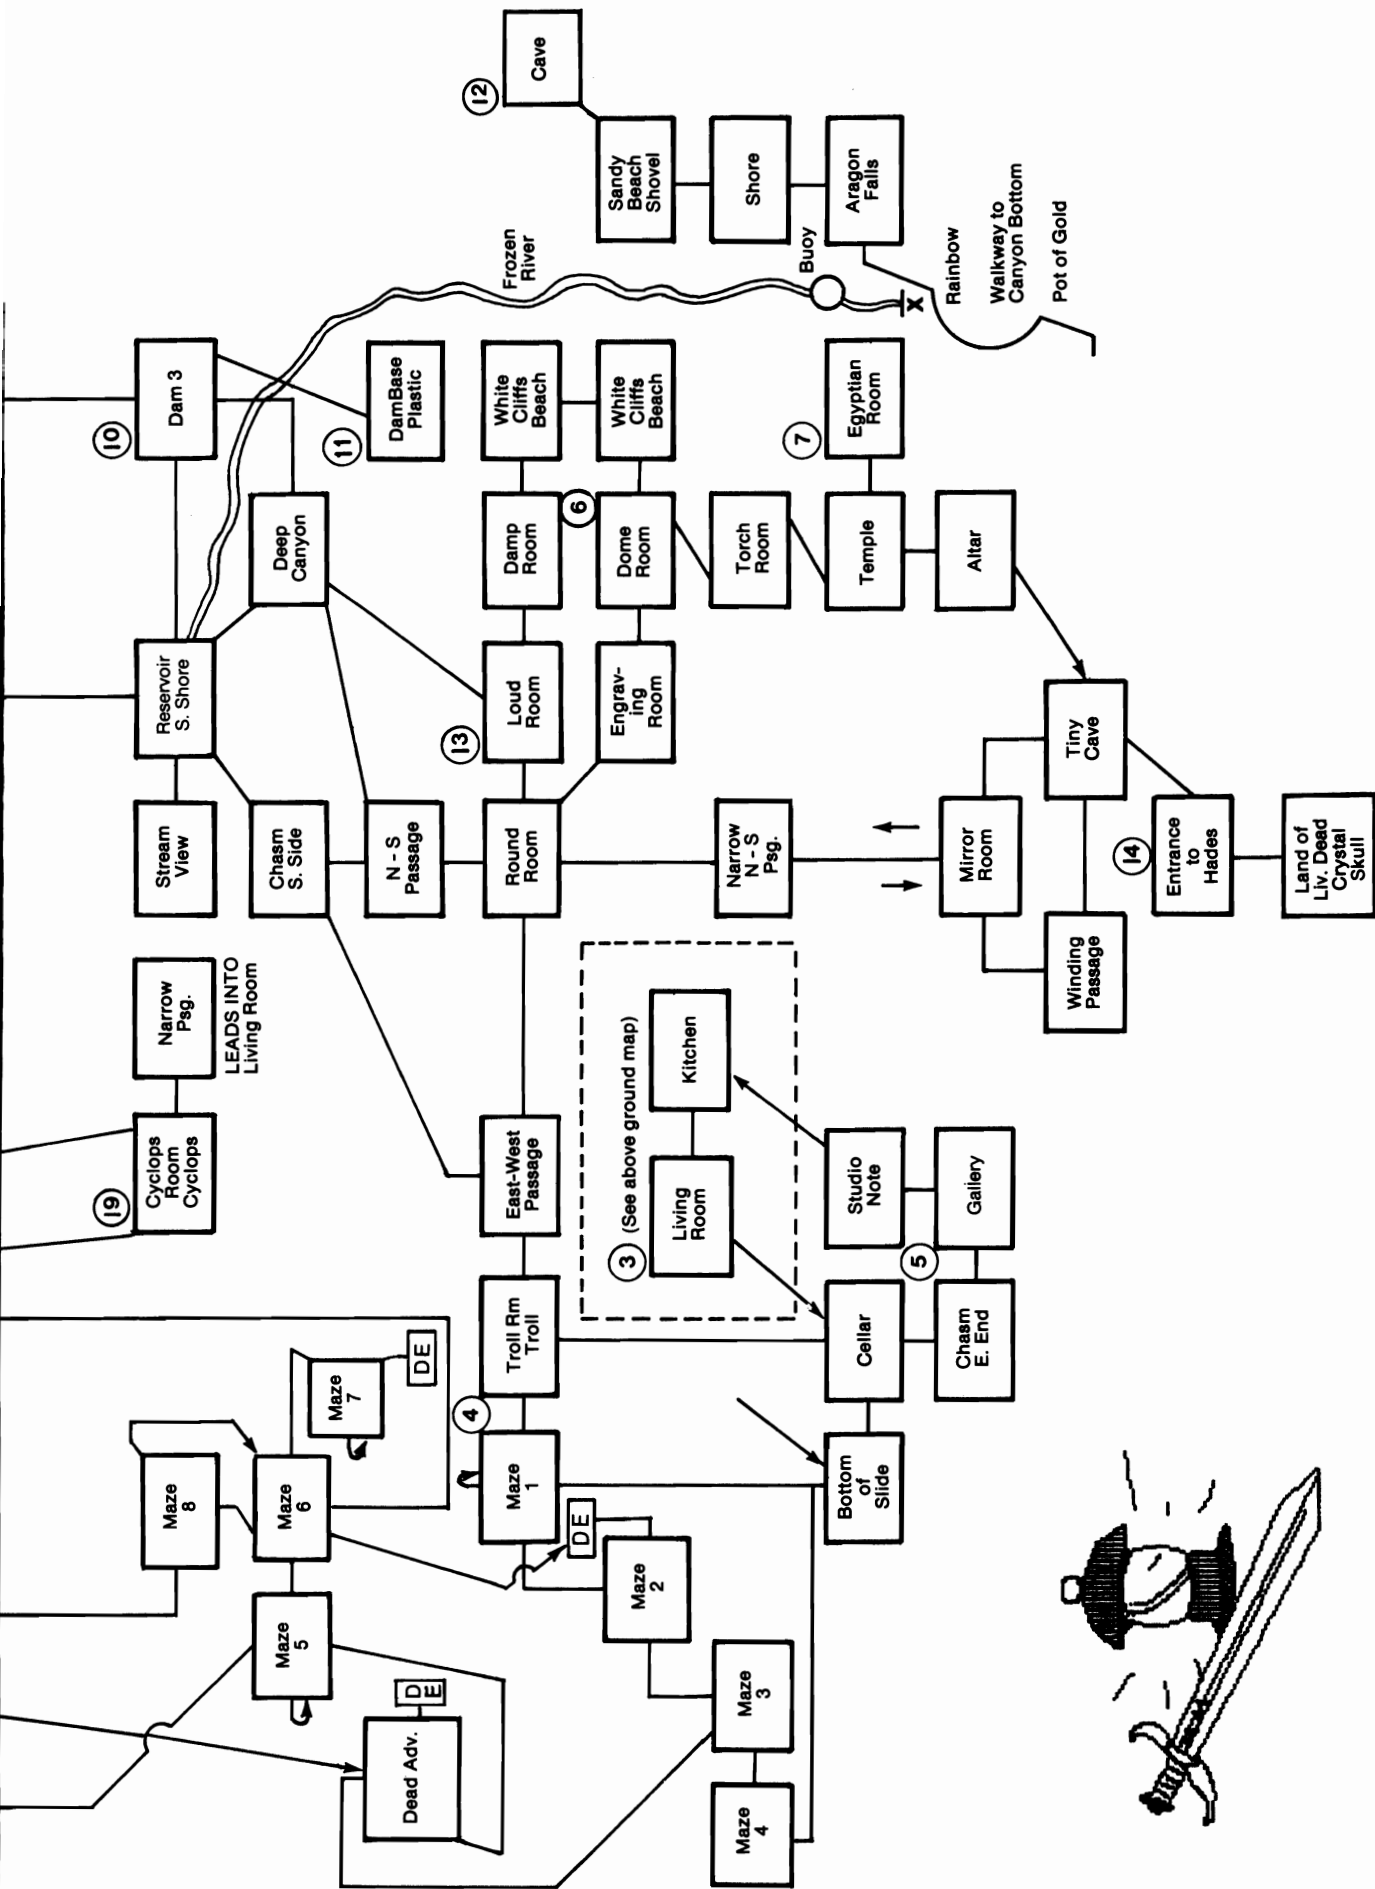 12
Cave
Sandy
Beach
Shovel
Shore
Aragon
Falls
Frozen
River
Buoy
X
Rainbow
Walkway to
Canyon Bottom
Pot of Gold
10
Dam 3
11
DamBase
Plastic
White
Cliffs
Beach
White
Cliffs
Beach
7
Egyptian
Room
Deep
Canyon
Damp
Room
6
Dome
Room
Torch
Room
Temple
Altar
Reservoir
S. Shore
13
Loud
Room
Engrav-
ing
Room
Tiny
Cave
Stream
View
Chasm
S. Side
N - S
Passage
Round
Room
Narrow
N - S
Psg.
Mirror
Room
14
Entrance
to
Hades
Land of
Liv. Dead
Crystal
Skull
Winding
Passage
Narrow
Psg.
LEADS INTO
Living Room
19
Cyclops
Room
Cyclops
East-West
Passage
3
(See above ground map)
Kitchen
Living
Room
Studio
Note
Gallery
5
Troll Rm
Troll
Cellar
Chasm
E. End
4
Maze
1
Bottom
of
Slide
Maze
7
DE
Maze
8
Maze
6
DE
Maze
2
Maze
5
DE
Dead Adv.
Maze
3
Maze
4